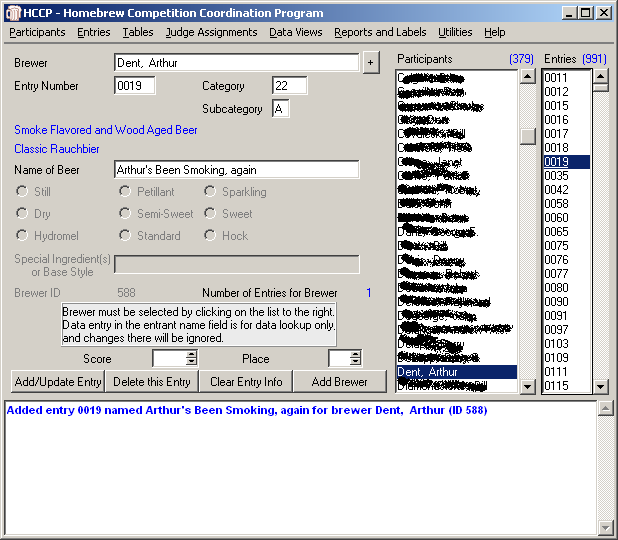 HCCP - Homebrew Competition Coordination Program
Participants Entries Tables Judge Assignments Data Views Reports and Labels Utilities Help
Brewer Dent, Arthur +
Entry Number 0019 Category 22
Subcategory A
Smoke Flavored and Wood Aged Beer
Classic Rauchbier
Name of Beer Arthur's Been Smoking, again
Still Petillant Sparkling
Dry Semi-Sweet Sweet
Hydromel Standard Hock
Special Ingredient(s)
or Base Style
Brewer ID 588 Number of Entries for Brewer 1
Brewer must be selected by clicking on the list to the right.
Data entry in the entrant name field is for data lookup only,
and changes there will be ignored.
Score Place
Add/Update Entry Delete this Entry Clear Entry Info Add Brewer
Participants (379)
Dent, Arthur
Entries (991)
0011
0012
0015
0016
0017
0018
0019
0035
0042
0058
0060
0065
0075
0076
0077
0080
0090
0091
0097
0103
0109
0111
0115
Added entry 0019 named Arthur's Been Smoking, again for brewer Dent, Arthur (ID 588)